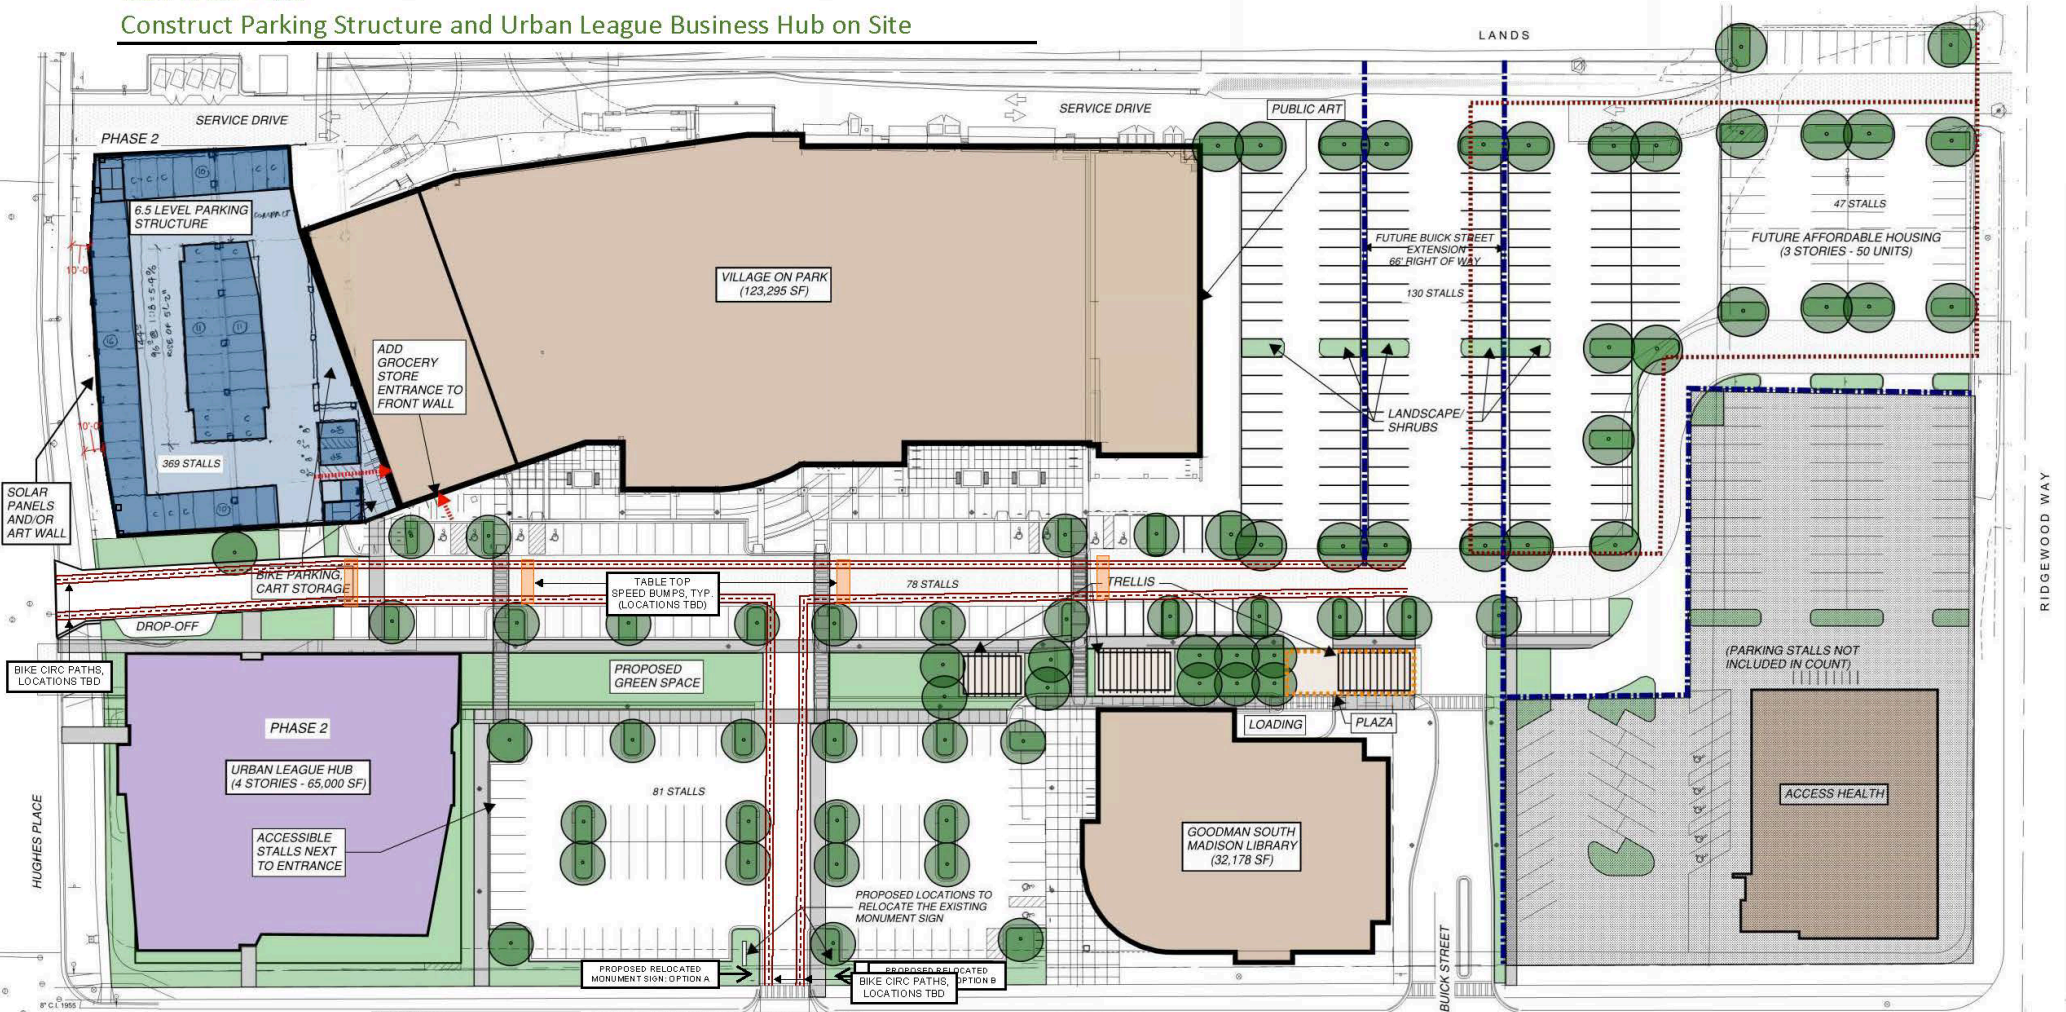 Construct Parking Structure and Urban League Business Hub on Site
LANDS
SERVICE DRIVE
SERVICE DRIVE
PUBLIC ART
PHASE 2
6.5 LEVEL PARKING
STRUCTURE
COMPACT
10'-0
10'-0
369 STALLS
SOLAR
PANELS
AND/OR
ART WALL
ADD
GROCERY
STORE
ENTRANCE TO
FRONT WALL
VILLAGE ON PARK
(123,295 SF)
FUTURE BUICK STREET
EXTENSION
66' RIGHT OF WAY
130 STALLS
47 STALLS
FUTURE AFFORDABLE HOUSING
(3 STORIES - 50 UNITS)
LANDSCAPE/
SHRUBS
RIDGEWOOD WAY
BIKE PARKING,
CART STORAGE
DROP-OFF
TABLE TOP
SPEED BUMPS, TYP.
(LOCATIONS TBD)
78 STALLS
TRELLIS
BIKE CIRC PATHS,
LOCATIONS TBD
PROPOSED
GREEN SPACE
(PARKING STALLS NOT
INCLUDED IN COUNT)
LOADING
PLAZA
PHASE 2
URBAN LEAGUE HUB
(4 STORIES - 65,000 SF)
ACCESSIBLE
STALLS NEXT
TO ENTRANCE
81 STALLS
HUGHES PLACE
GOODMAN SOUTH
MADISON LIBRARY
(32,178 SF)
ACCESS HEALTH
PROPOSED LOCATIONS TO
RELOCATE THE EXISTING
MONUMENT SIGN
PROPOSED RELOCATED
MONUMENT SIGN: OPTION A
PROPOSED RELOCATED
OPTION B
BIKE CIRC PATHS,
LOCATIONS TBD
BUICK STREET
8" C.I. 1955